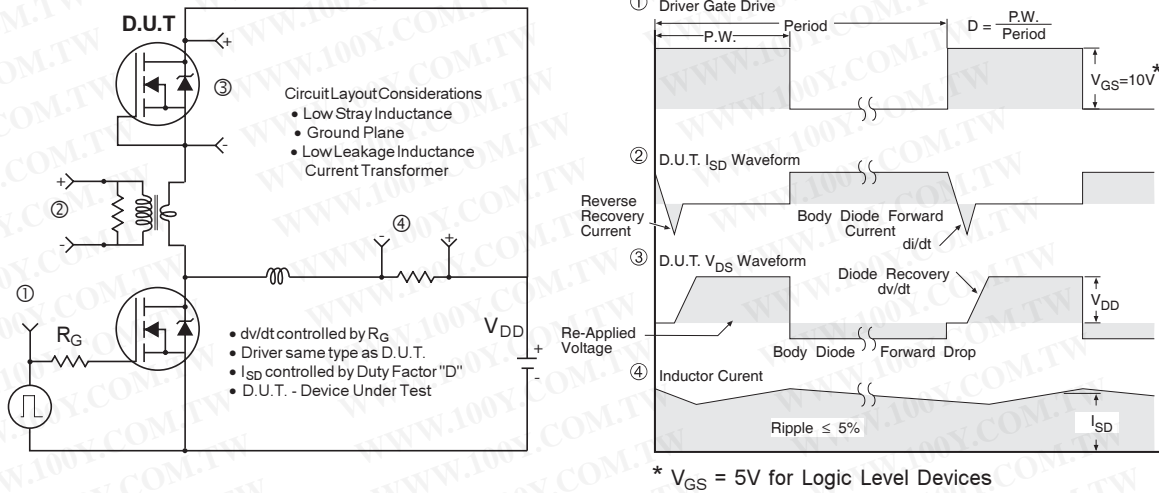 D.U.T
+
-
③
Circuit Layout Considerations
• Low Stray Inductance
• Ground Plane
• Low Leakage Inductance
Current Transformer
+
②
-
④
-
+
①
R_G
• dv/dt controlled by R_G
• Driver same type as D.U.T.
• I_SD controlled by Duty Factor "D"
• D.U.T. - Device Under Test
V_DD
+
-
① Driver Gate Drive
P.W.
Period
D = P.W. / Period
V_GS=10V *
② D.U.T. I_SD Waveform
Reverse
Recovery
Current
Body Diode Forward
Current
di/dt
③ D.U.T. V_DS Waveform
Diode Recovery
dv/dt
V_DD
Re-Applied
Voltage
Body Diode Forward Drop
④ Inductor Curent
Ripple ≤ 5%
I_SD
* V_GS = 5V for Logic Level Devices
WWW.100Y.COM.TW